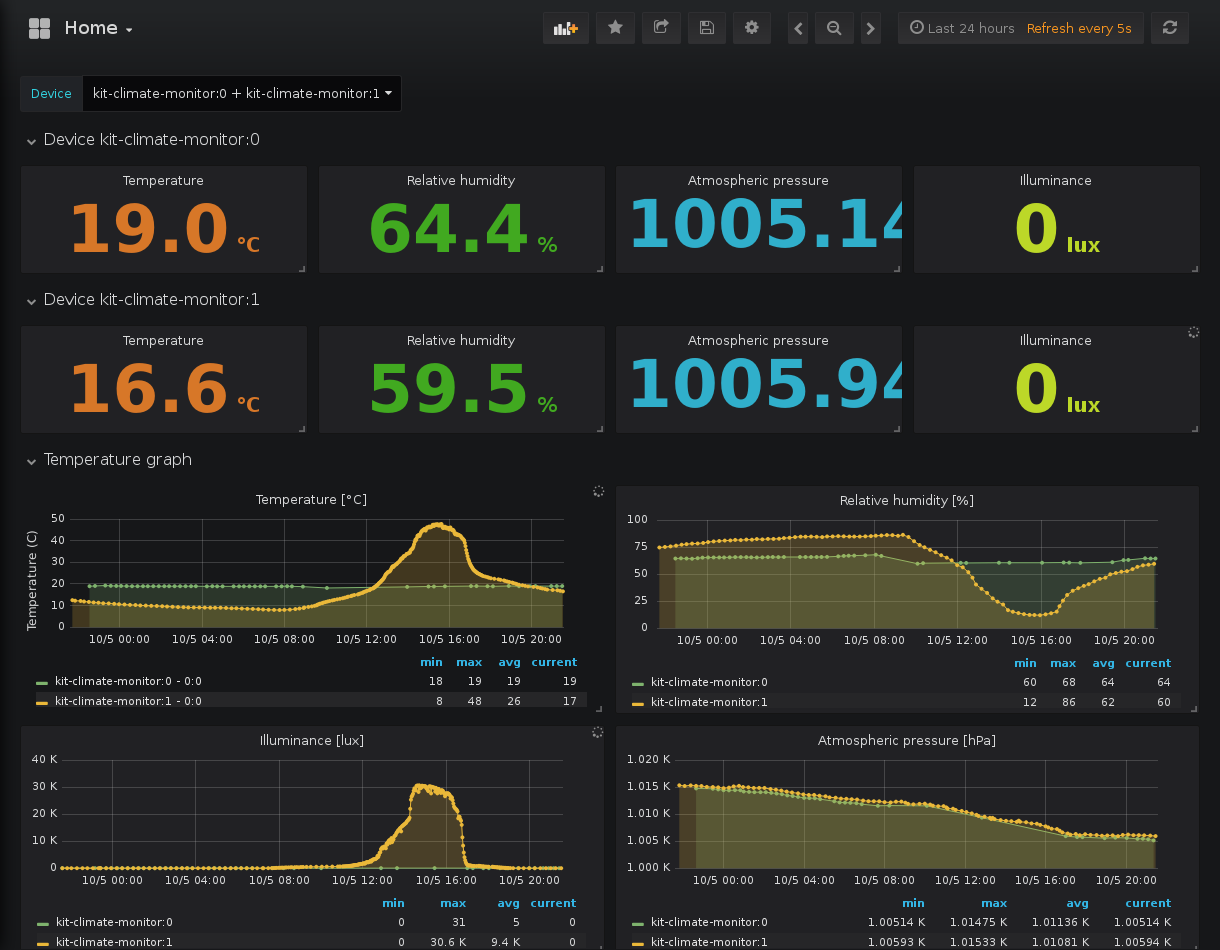 Home
Last 24 hours Refresh every 5s
Device kit-climate-monitor:0 + kit-climate-monitor:1
Device kit-climate-monitor:0
Temperature Relative humidity Atmospheric pressure Illuminance
19.0 °C 64.4 % 1005.14 0 lux
Device kit-climate-monitor:1
Temperature Relative humidity Atmospheric pressure Illuminance
16.6 °C 59.5 % 1005.94 0 lux
Temperature graph
Temperature [°C]
Temperature (C)
50
40
30
20
10
0
10/5 00:00 10/5 04:00 10/5 08:00 10/5 12:00 10/5 16:00 10/5 20:00
min max avg current
kit-climate-monitor:0 - 0:0 18 19 19 19
kit-climate-monitor:1 - 0:0 8 48 26 17
Relative humidity [%]
100
75
50
25
0
10/5 00:00 10/5 04:00 10/5 08:00 10/5 12:00 10/5 16:00 10/5 20:00
min max avg current
kit-climate-monitor:0 60 68 64 64
kit-climate-monitor:1 12 86 62 60
Illuminance [lux]
40 K
30 K
20 K
10 K
0
10/5 00:00 10/5 04:00 10/5 08:00 10/5 12:00 10/5 16:00 10/5 20:00
min max avg current
kit-climate-monitor:0 0 31 5 0
kit-climate-monitor:1 0 30.6 K 9.4 K 0
Atmospheric pressure [hPa]
1.020 K
1.015 K
1.010 K
1.005 K
1.000 K
10/5 00:00 10/5 04:00 10/5 08:00 10/5 12:00 10/5 16:00 10/5 20:00
min max avg current
kit-climate-monitor:0 1.00514 K 1.01475 K 1.01136 K 1.00514 K
kit-climate-monitor:1 1.00593 K 1.01533 K 1.01081 K 1.00594 K